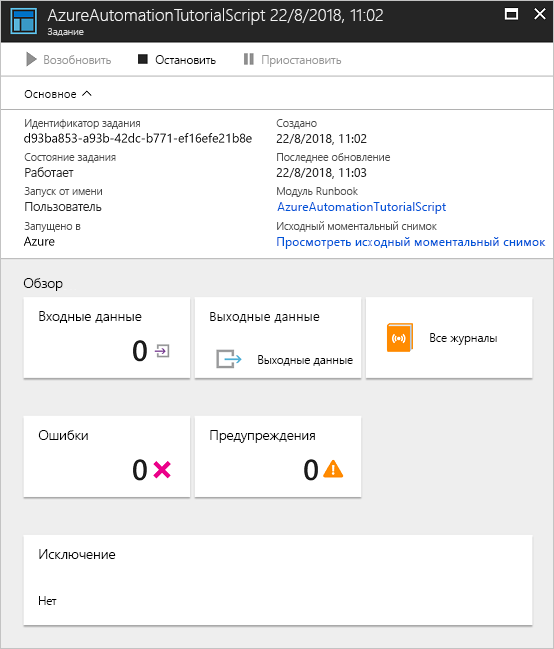 AzureAutomationTutorialScript 22/8/2018, 11:02
Задание
Возобновить Остановить Приостановить
Основное
Идентификатор задания
d93ba853-a93b-42dc-b771-ef16efe21b8e
Состояние задания
Работает
Запуск от имени
Пользователь
Запущено в
Azure
Создано
22/8/2018, 11:02
Последнее обновление
22/8/2018, 11:03
Модуль Runbook
AzureAutomationTutorialScript
Исходный моментальный снимок
Просмотреть исходный моментальный снимок
Обзор
Входные данные
0
Выходные данные
Выходные данные
Все журналы
Ошибки
0
Предупреждения
0
Исключение
Нет